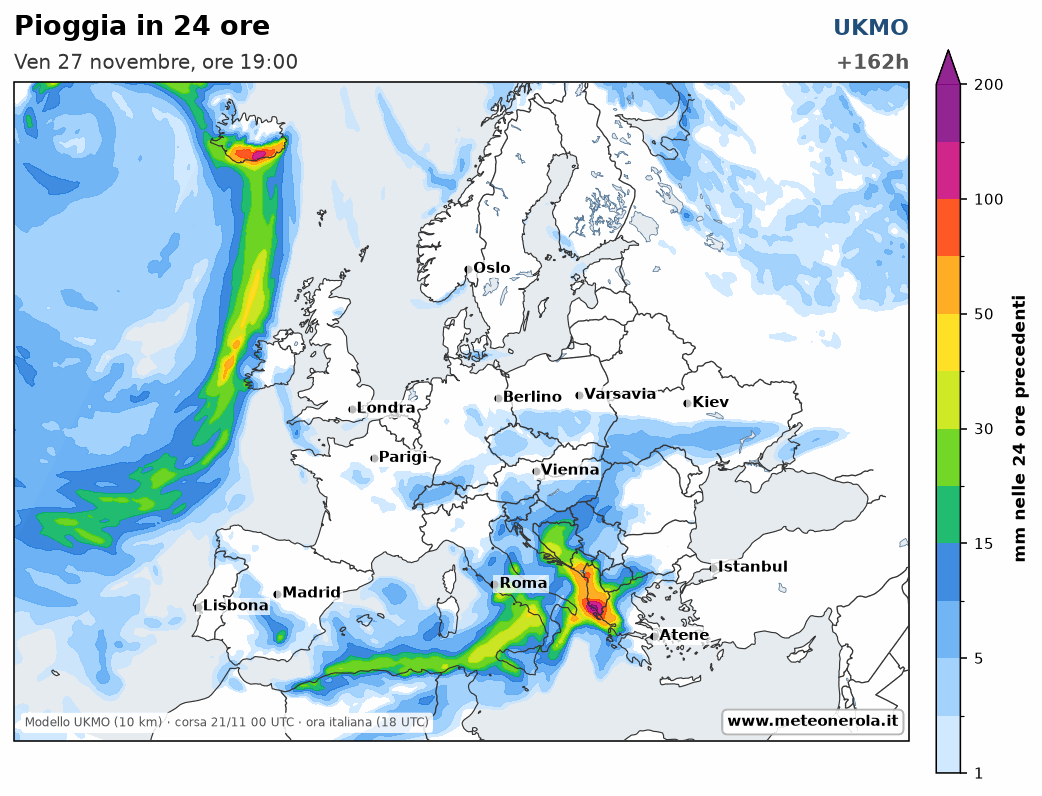 Pioggia in 24 ore
UKMO
Ven 27 novembre, ore 19:00
+162h
200
100
50
30
15
5
1
mm nelle 24 ore precedenti
Oslo
Berlino
Varsavia
Kiev
Londra
Parigi
Vienna
Istanbul
Roma
Madrid
Lisbona
Atene
Modello UKMO (10 km) · corsa 21/11 00 UTC · ora italiana (18 UTC)
www.meteonerola.it